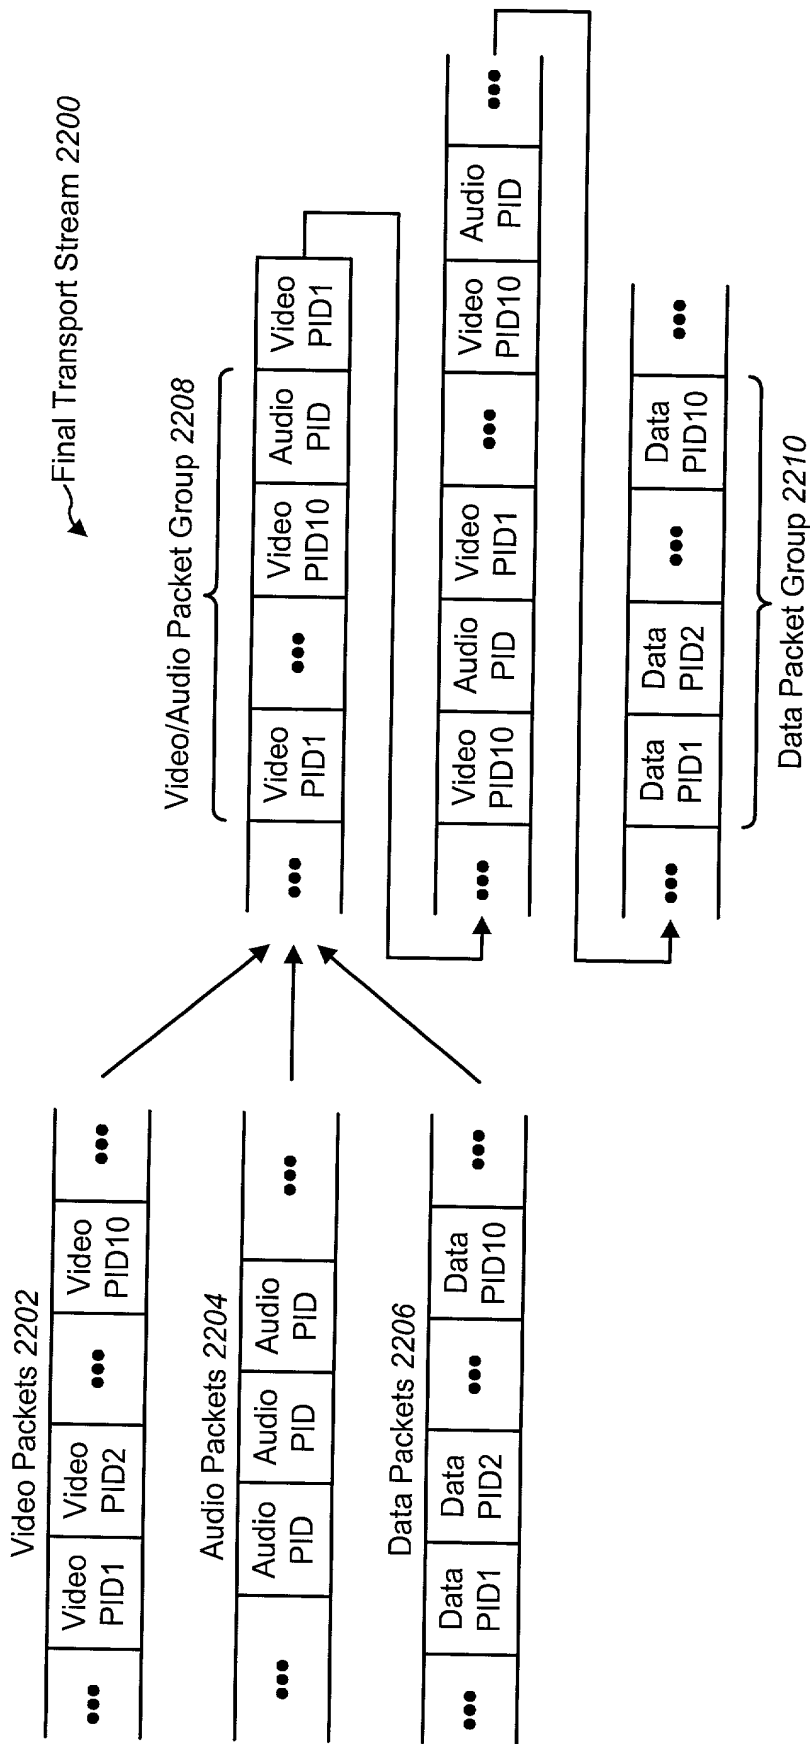 Final Transport Stream 2200
Video Packets 2202
••• Video PID1 Video PID2 ••• Video PID10 •••
Audio Packets 2204
••• Audio PID Audio PID Audio PID •••
Data Packets 2206
••• Data PID1 Data PID2 ••• Data PID10 •••
Video/Audio Packet Group 2208
••• Video PID1 ••• Video PID10 Audio PID Video PID1
••• Video PID10 Audio PID Video PID1 ••• Video PID10 Audio PID •••
••• Data PID1 Data PID2 ••• Data PID10 •••
Data Packet Group 2210